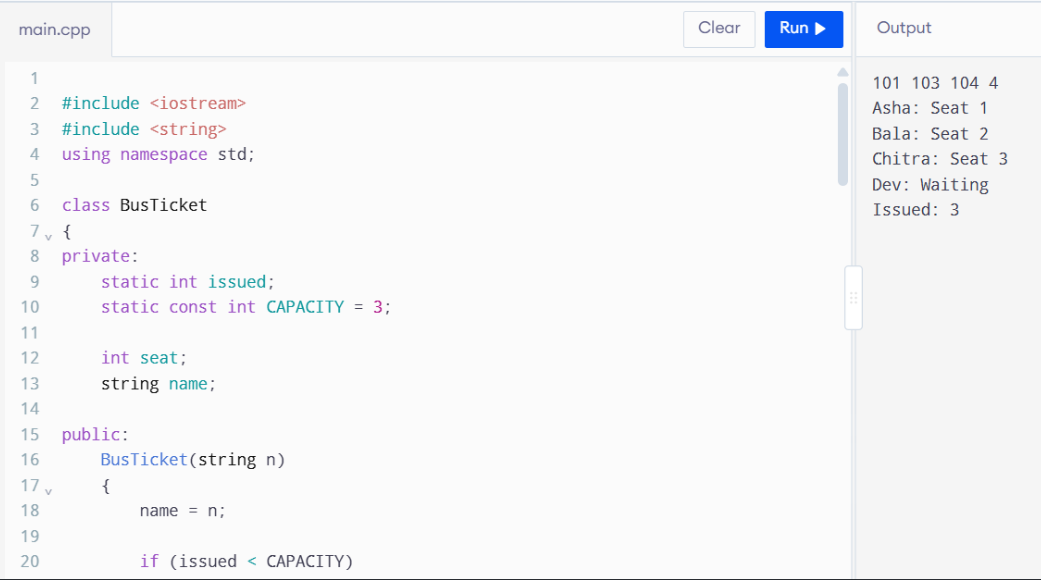 main.cpp
Clear
Run
Output
1
2 #include <iostream>
3 #include <string>
4 using namespace std;
5
6 class BusTicket
7 {
8 private:
9     static int issued;
10     static const int CAPACITY = 3;
11
12     int seat;
13     string name;
14
15 public:
16     BusTicket(string n)
17     {
18         name = n;
19
20         if (issued < CAPACITY)
101 103 104 4
Asha: Seat 1
Bala: Seat 2
Chitra: Seat 3
Dev: Waiting
Issued: 3